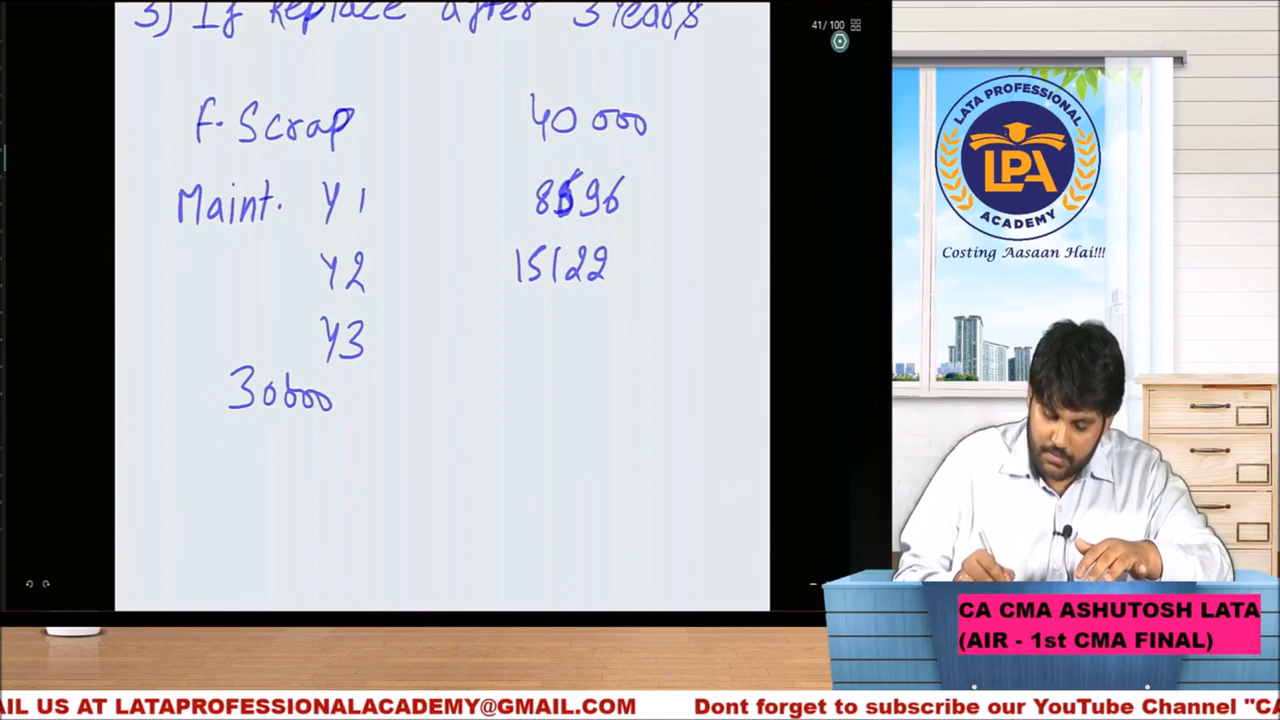 3) If Replace after 3 Years
41/100
F. Scrap 40000
Maint. Y1 8696
Y2 15122
Y3
30000
LATA PROFESSIONAL
LPA
ACADEMY
Costing Aasaan Hai!!!
CA CMA ASHUTOSH LATA
(AIR - 1st CMA FINAL)
AIL US AT LATAPROFESSIONALACADEMY@GMAIL.COM Dont forget to subscribe our YouTube Channel "CA